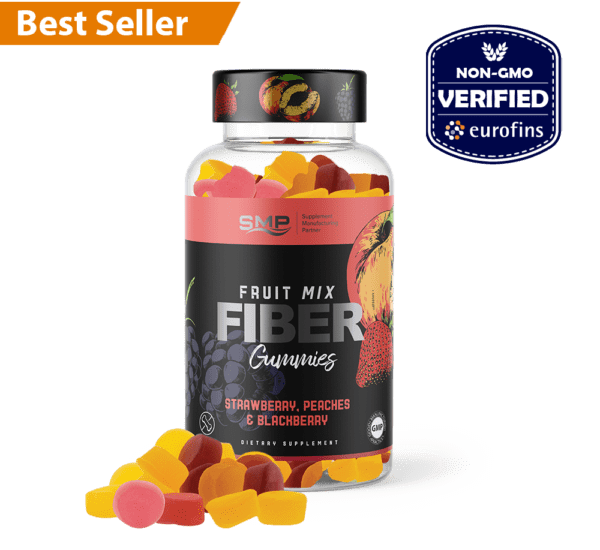 Best Seller
NON-GMO
VERIFIED
eurofins
SMP
Supplement
Manufacturing
Partner
FRUIT MIX
FIBER
Gummies
STRAWBERRY, PEACHES
& BLACKBERRY
DIETARY SUPPLEMENT
GMP